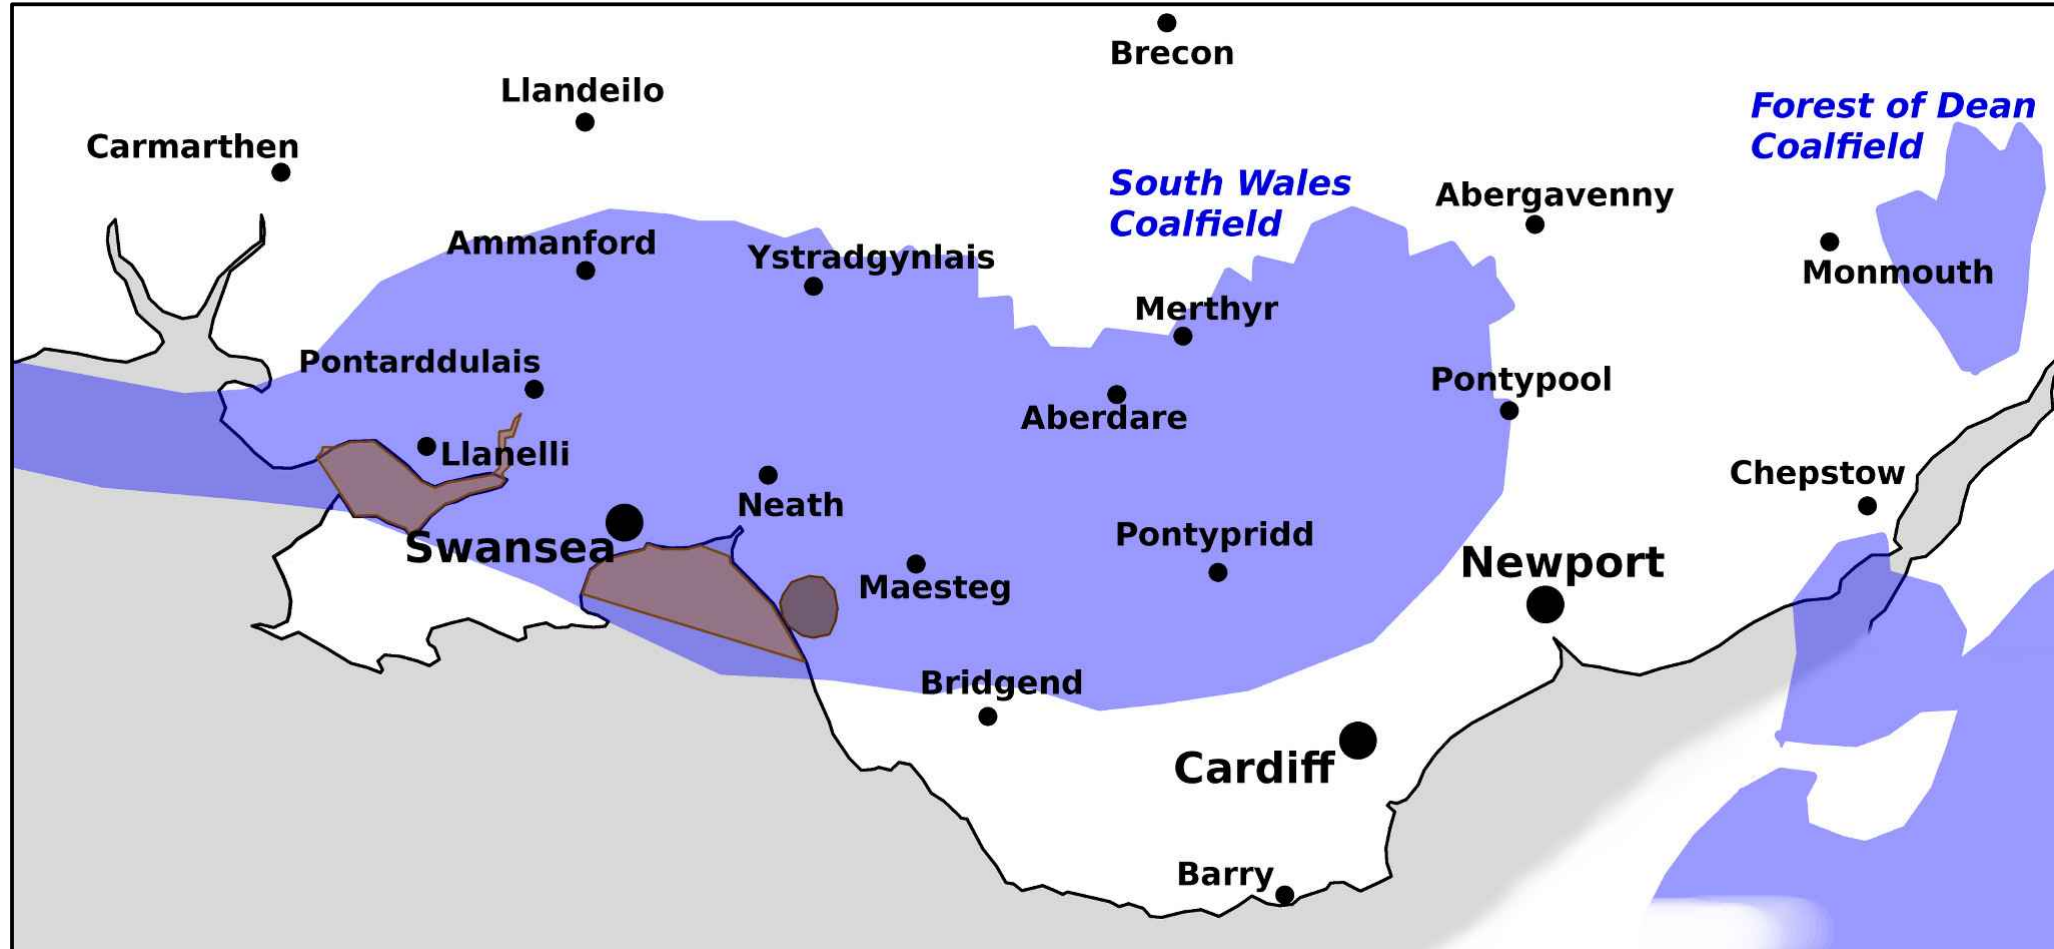 Brecon
Llandeilo
Forest of Dean
Coalfield
Carmarthen
South Wales
Coalfield
Abergavenny
Ammanford
Ystradgynlais
Monmouth
Merthyr
Pontarddulais
Pontypool
Aberdare
Llanelli
Chepstow
Neath
Pontypridd
Swansea
Newport
Maesteg
Bridgend
Cardiff
Barry